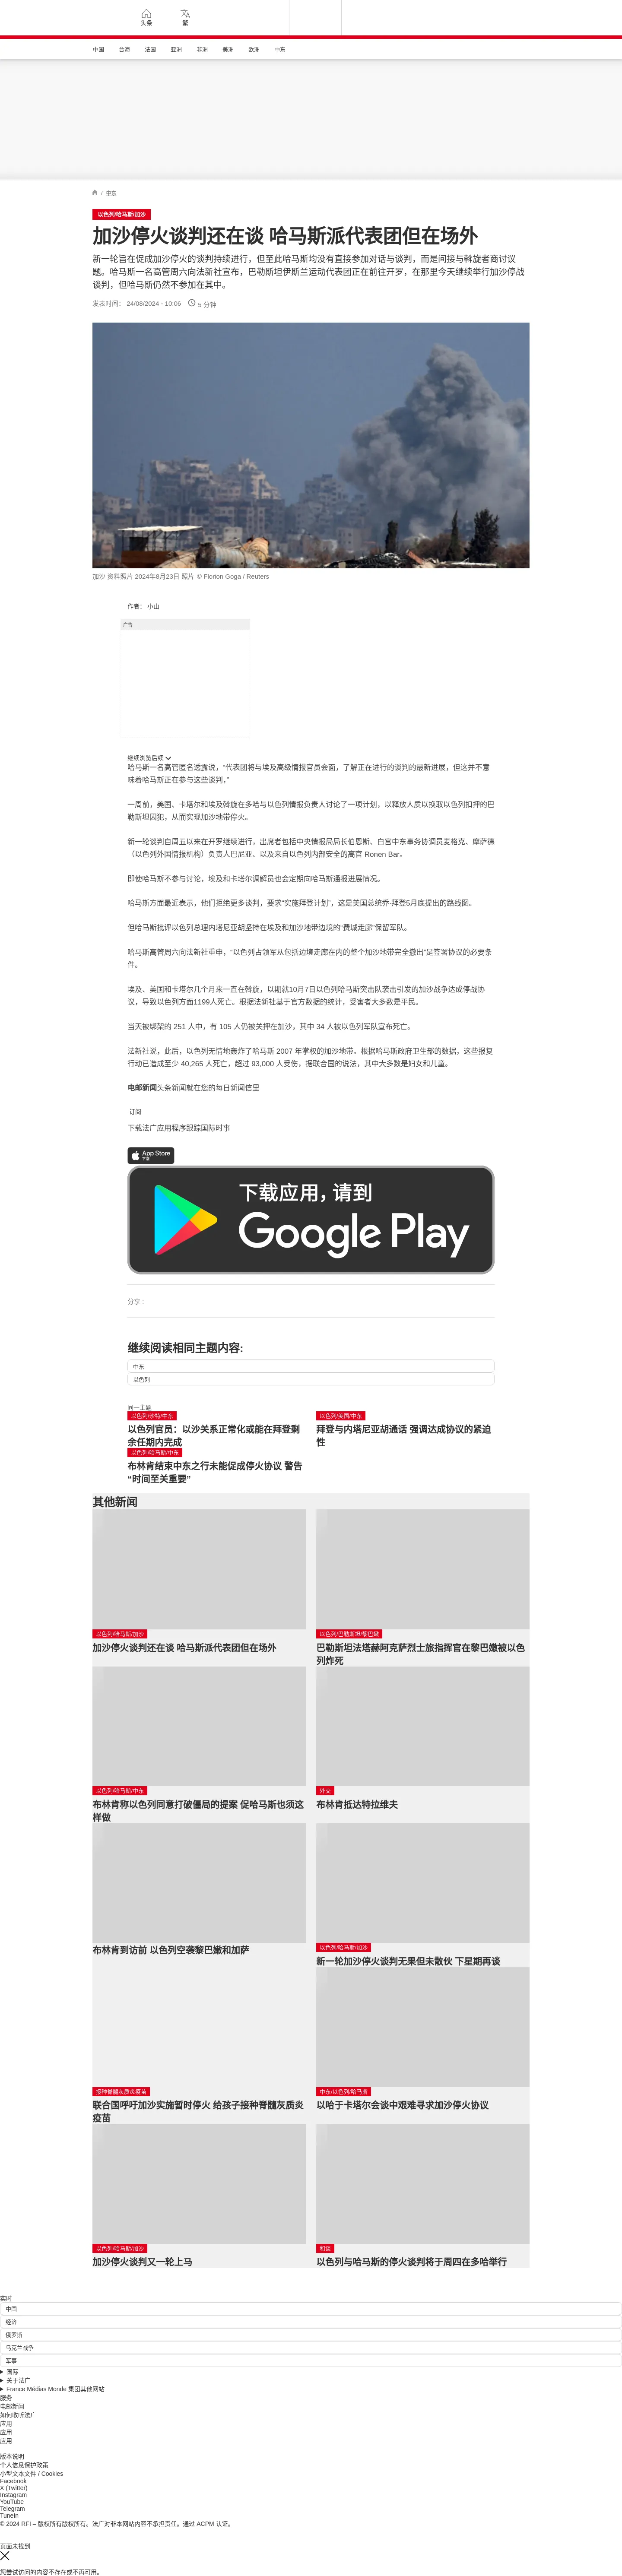 头条
繁
中国
台海
法国
亚洲
非洲
美洲
欧洲
中东
/ 中东
以色列/哈马斯/加沙
加沙停火谈判还在谈 哈马斯派代表团但在场外
新一轮旨在促成加沙停火的谈判持续进行，但至此哈马斯均没有直接参加对话与谈判，而是间接与斡旋者商讨议
题。哈马斯一名高管周六向法新社宣布，巴勒斯坦伊斯兰运动代表团正在前往开罗，在那里今天继续举行加沙停战
谈判，但哈马斯仍然不参加在其中。
发表时间： 24/08/2024 - 10:06
5 分钟
加沙 资料照片 2024年8月23日 照片 © Florion Goga / Reuters
作者： 小山
广告
继续浏览后续
哈马斯一名高管匿名透露说，“代表团将与埃及高级情报官员会面，了解正在进行的谈判的最新进展，但这并不意
味着哈马斯正在参与这些谈判，”
一周前，美国、卡塔尔和埃及斡旋在多哈与以色列情报负责人讨论了一项计划，以释放人质以换取以色列扣押的巴
勒斯坦囚犯，从而实现加沙地带停火。
新一轮谈判自周五以来在开罗继续进行，出席者包括中央情报局局长伯恩斯、白宫中东事务协调员麦格克、摩萨德
（以色列外国情报机构）负责人巴尼亚、以及来自以色列内部安全的高官 Ronen Bar。
即使哈马斯不参与讨论，埃及和卡塔尔调解员也会定期向哈马斯通报进展情况。
哈马斯方面最近表示，他们拒绝更多谈判，要求“实施拜登计划”，这是美国总统乔·拜登5月底提出的路线图。
但哈马斯批评以色列总理内塔尼亚胡坚持在埃及和加沙地带边境的“费城走廊”保留军队。
哈马斯高管周六向法新社重申，“以色列占领军从包括边境走廊在内的整个加沙地带完全撤出”是签署协议的必要条
件。
埃及、美国和卡塔尔几个月来一直在斡旋，以期就10月7日以色列哈马斯突击队袭击引发的加沙战争达成停战协
议，导致以色列方面1199人死亡。根据法新社基于官方数据的统计，受害者大多数是平民。
当天被绑架的 251 人中，有 105 人仍被关押在加沙，其中 34 人被以色列军队宣布死亡。
法新社说，此后，以色列无情地轰炸了哈马斯 2007 年掌权的加沙地带。根据哈马斯政府卫生部的数据，这些报复
行动已造成至少 40,265 人死亡，超过 93,000 人受伤，据联合国的说法，其中大多数是妇女和儿童。
电邮新闻头条新闻就在您的每日新闻信里
订阅
下载法广应用程序跟踪国际时事
App Store
下载
下载应用，请到
Google Play
分享 :
继续阅读相同主题内容:
中东
以色列
同一主题
以色列/沙特/中东
以色列官员：以沙关系正常化或能在拜登剩
余任期内完成
以色列/美国/中东
拜登与内塔尼亚胡通话 强调达成协议的紧迫
性
以色列/哈马斯/中东
布林肯结束中东之行未能促成停火协议 警告
“时间至关重要”
其他新闻
以色列/哈马斯/加沙
加沙停火谈判还在谈 哈马斯派代表团但在场外
以色列/巴勒斯坦/黎巴嫩
巴勒斯坦法塔赫阿克萨烈士旅指挥官在黎巴嫩被以色
列炸死
以色列/哈马斯/中东
布林肯称以色列同意打破僵局的提案 促哈马斯也须这
样做
外交
布林肯抵达特拉维夫
布林肯到访前 以色列空袭黎巴嫩和加萨
以色列/哈马斯/加沙
新一轮加沙停火谈判无果但未散伙 下星期再谈
接种脊髓灰质炎疫苗
联合国呼吁加沙实施暂时停火 给孩子接种脊髓灰质炎
疫苗
中东/以色列/哈马斯
以哈于卡塔尔会谈中艰难寻求加沙停火协议
以色列/哈马斯/加沙
加沙停火谈判又一轮上马
和谈
以色列与哈马斯的停火谈判将于周四在多哈举行
实时
中国
经济
俄罗斯
乌克兰战争
军事
国际
关于法广
France Médias Monde 集团其他网站
服务
电邮新闻
如何收听法广
应用
应用
应用
版本说明
个人信息保护政策
小型文本文件 / Cookies
Facebook
X (Twitter)
Instagram
YouTube
Telegram
TuneIn
© 2024 RFI – 版权所有版权所有。法广对非本网站内容不承担责任。通过 ACPM 认证。
页面未找到
您尝试访问的内容不存在或不再可用。